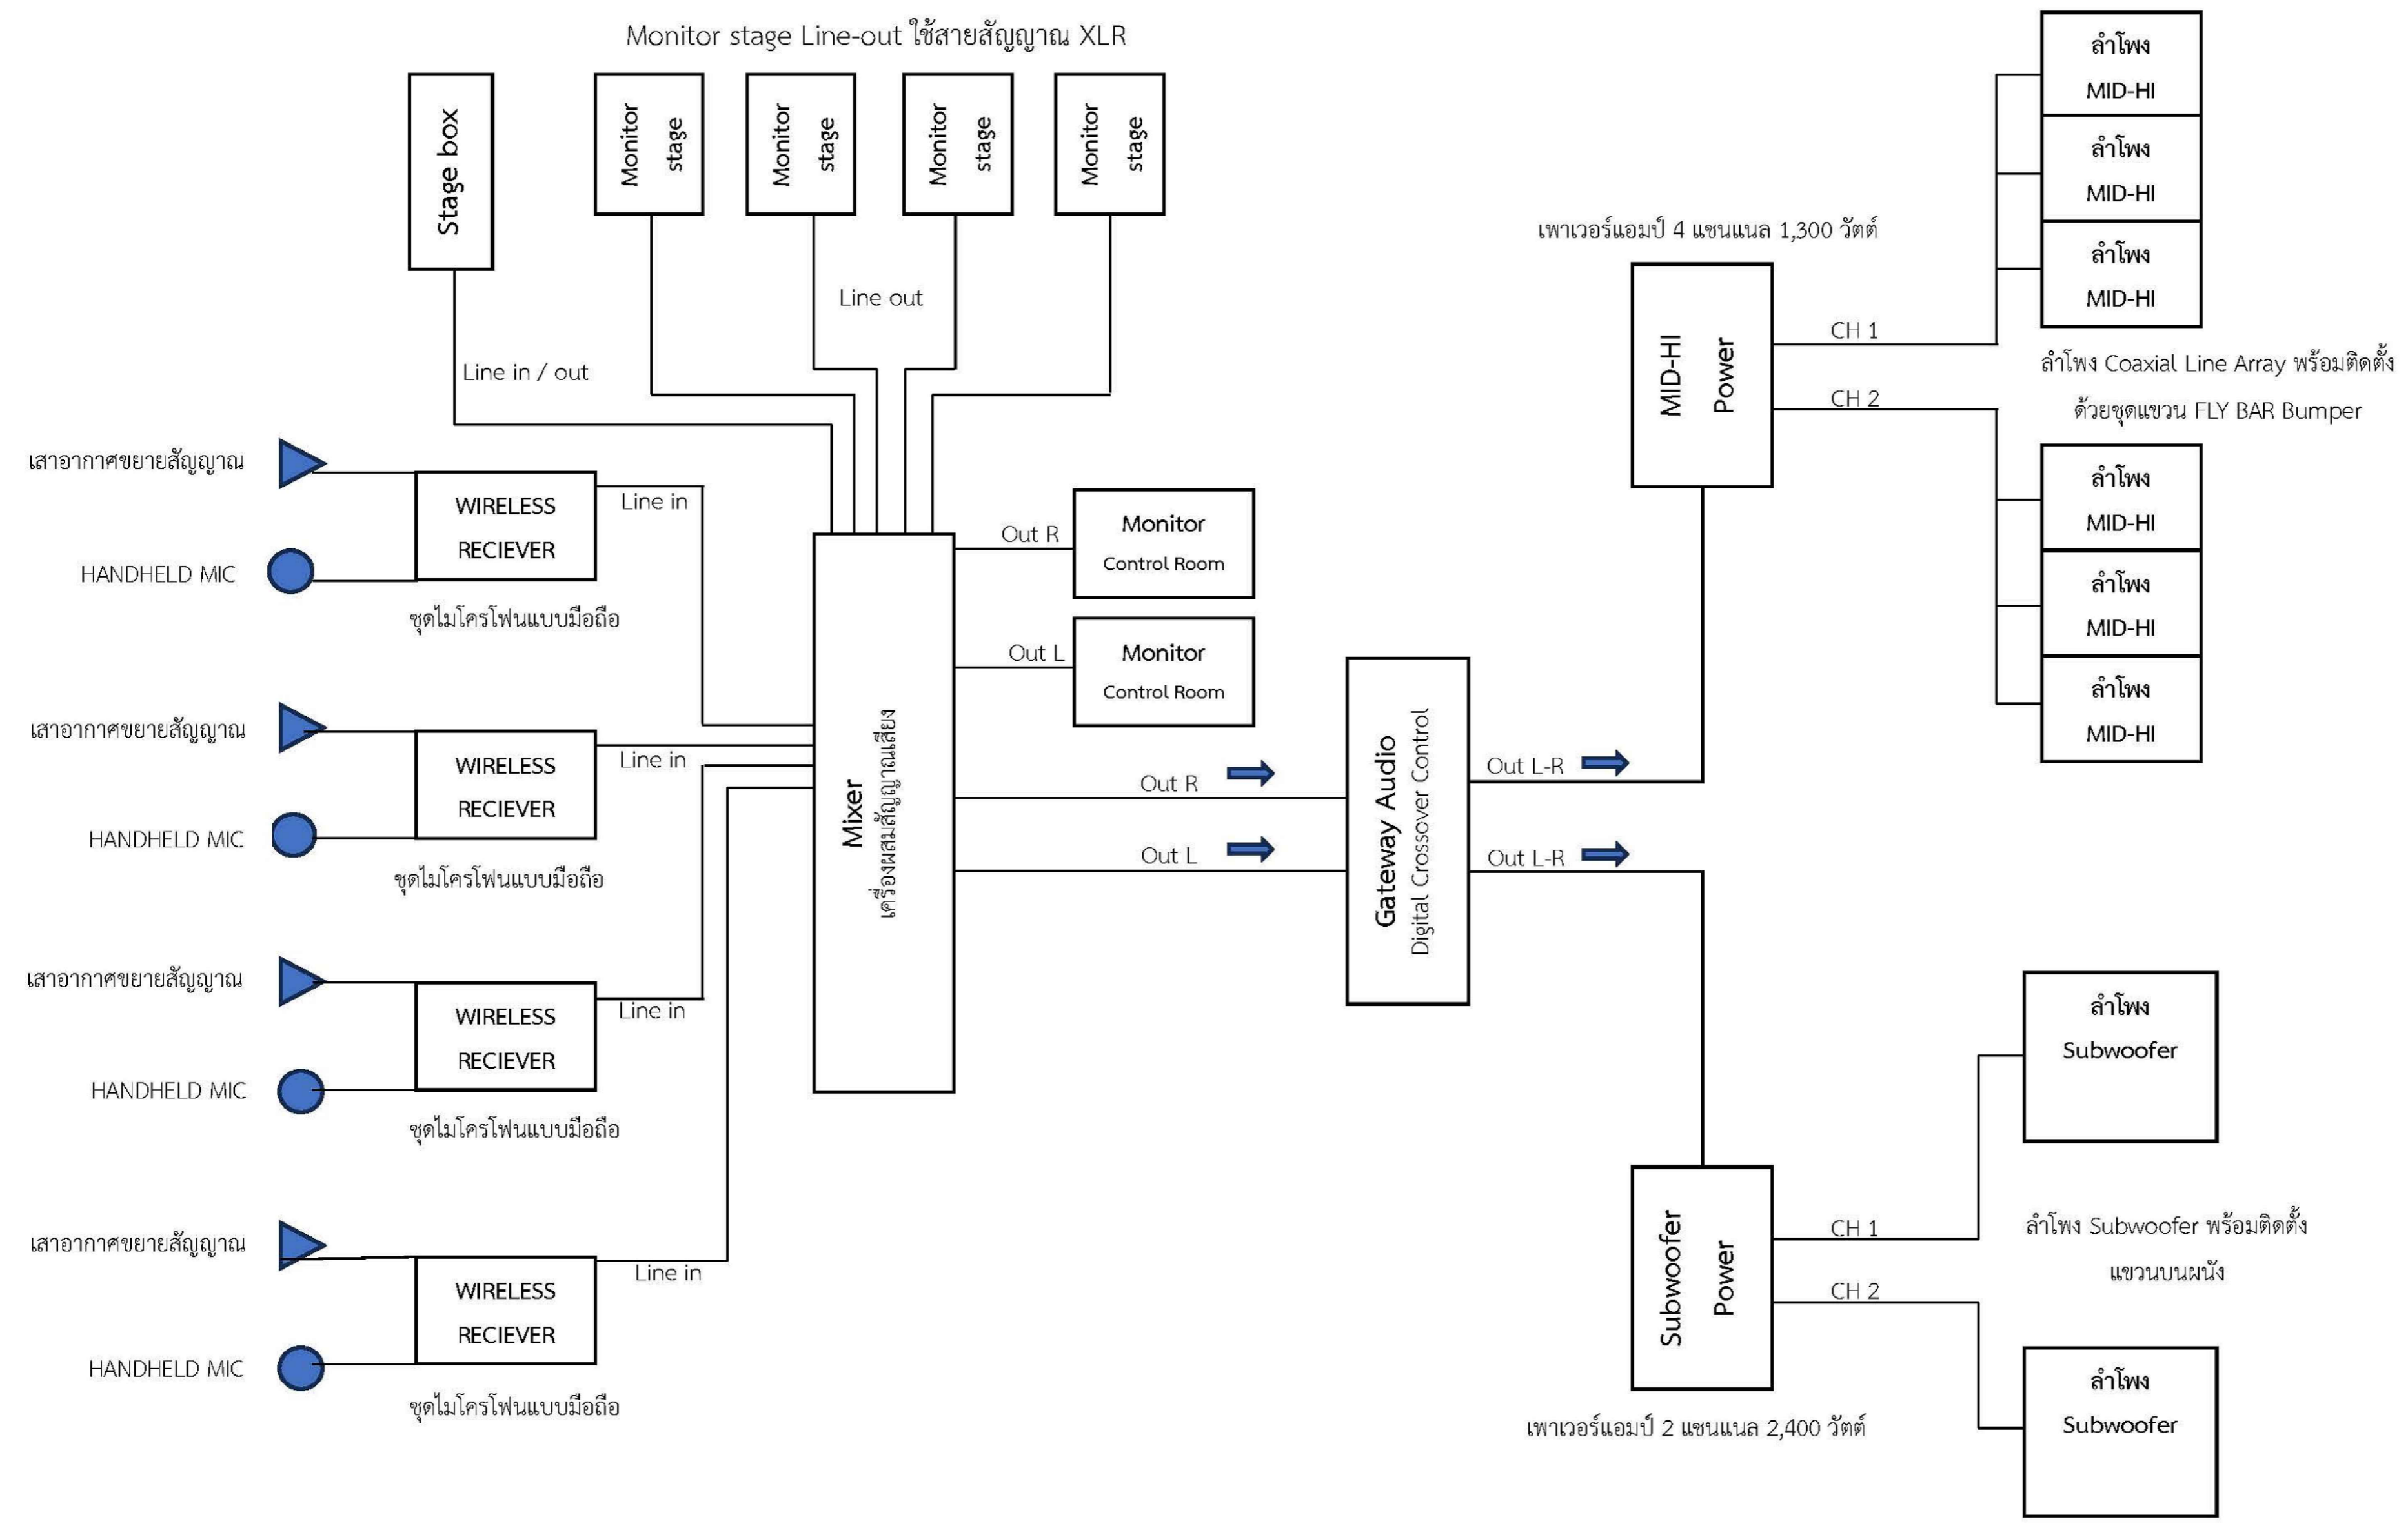 Monitor stage Line-out ใช้สายสัญญาณ XLR
Stage box
Monitor
stage
Monitor
stage
Monitor
stage
Monitor
stage
Line out
Line in / out
เสาอากาศขยายสัญญาณ
HANDHELD MIC
WIRELESS
RECIEVER
Line in
ชุดไมโครโฟนแบบมือถือ
เสาอากาศขยายสัญญาณ
HANDHELD MIC
WIRELESS
RECIEVER
Line in
ชุดไมโครโฟนแบบมือถือ
เสาอากาศขยายสัญญาณ
HANDHELD MIC
WIRELESS
RECIEVER
Line in
ชุดไมโครโฟนแบบมือถือ
เสาอากาศขยายสัญญาณ
HANDHELD MIC
WIRELESS
RECIEVER
Line in
ชุดไมโครโฟนแบบมือถือ
Mixer
เครื่องผสมสัญญาณเสียง
Out R
Monitor
Control Room
Out L
Monitor
Control Room
Out R
Out L
Gateway Audio
Digital Crossover Control
Out L-R
Out L-R
เพาเวอร์แอมป์ 4 แชนแนล 1,300 วัตต์
MID-HI
Power
CH 1
CH 2
ลำโพง
MID-HI
ลำโพง
MID-HI
ลำโพง
MID-HI
ลำโพง Coaxial Line Array พร้อมติดตั้ง
ด้วยชุดแขวน FLY BAR Bumper
ลำโพง
MID-HI
ลำโพง
MID-HI
ลำโพง
MID-HI
Subwoofer
Power
CH 1
CH 2
เพาเวอร์แอมป์ 2 แชนแนล 2,400 วัตต์
ลำโพง
Subwoofer
ลำโพง Subwoofer พร้อมติดตั้ง
แขวนบนผนัง
ลำโพง
Subwoofer